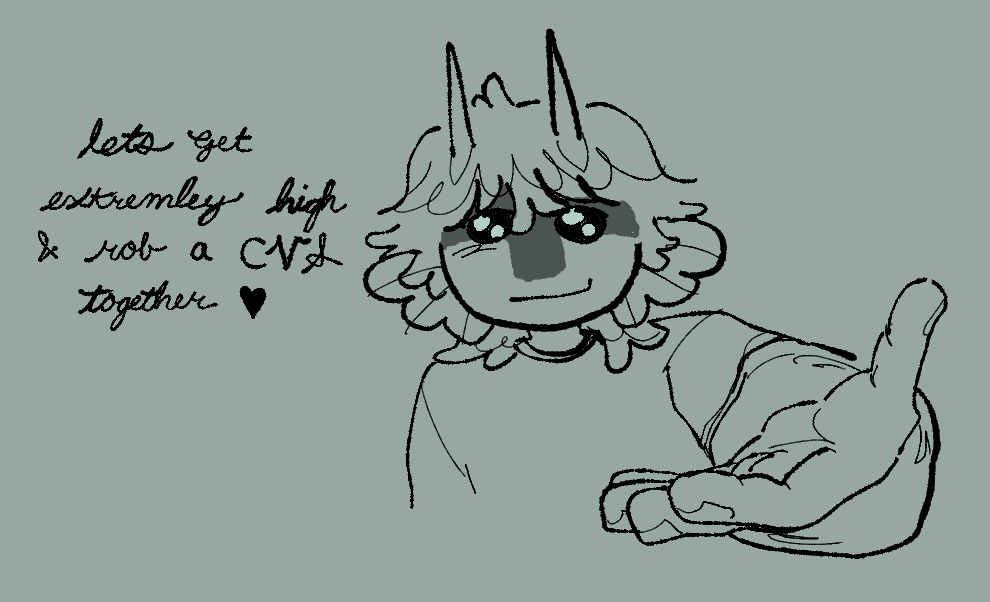 lets get
extremley high
& rob a CVS
together ♥